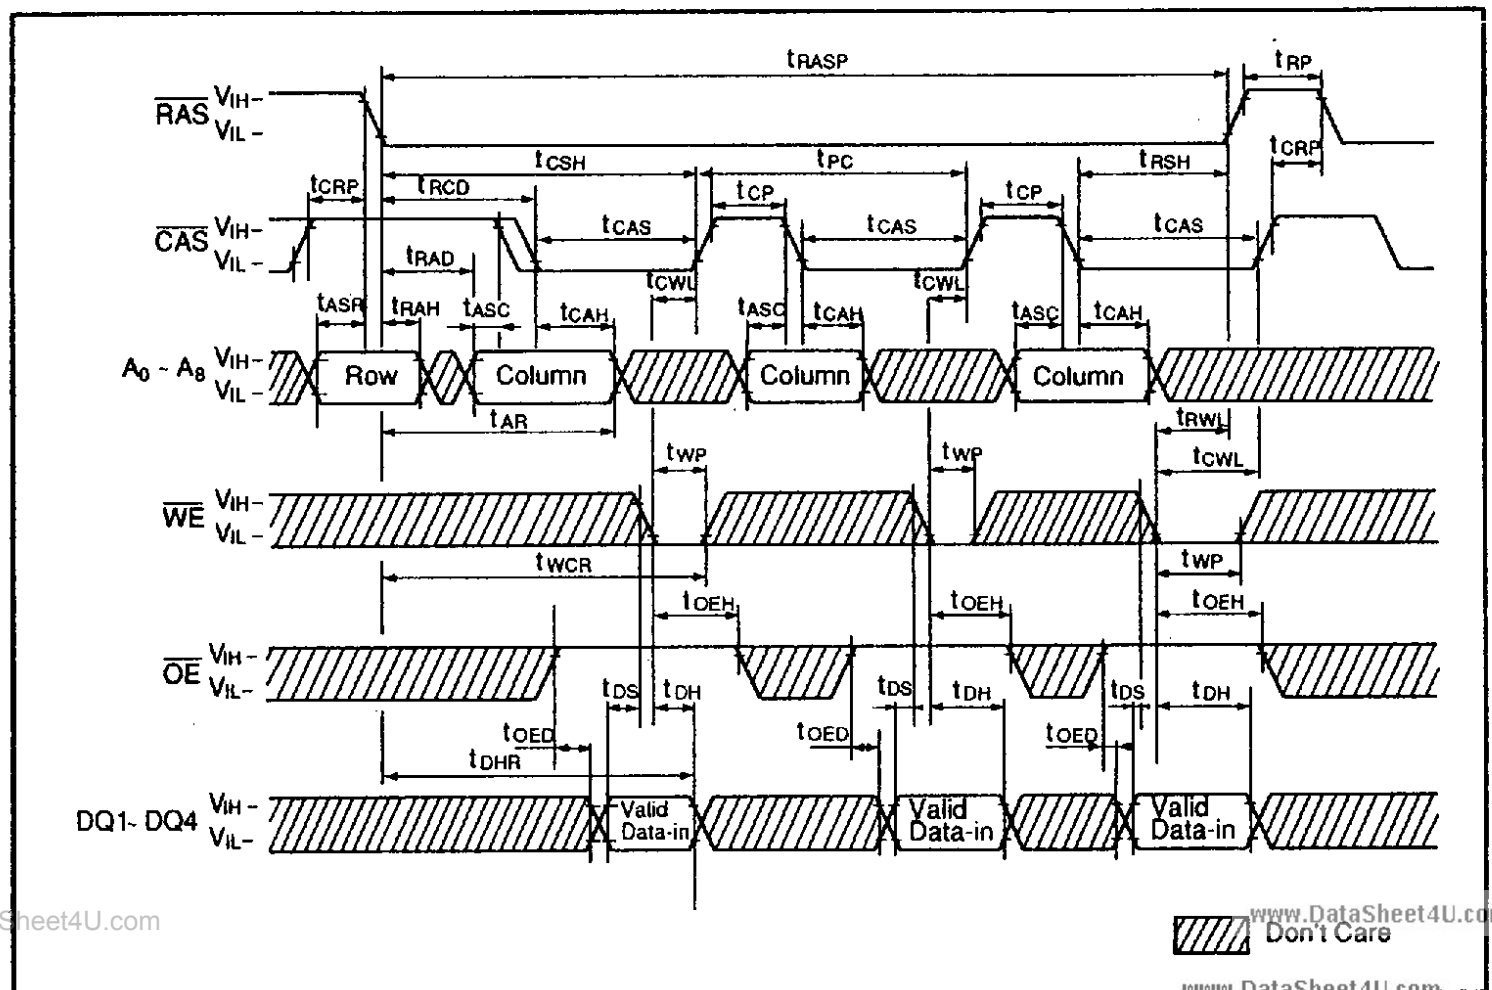 tRASP tRP
RAS VIH-
VIL-
tCSH tPC tRSH tCRP
tCRP tRCD tCP tCP
CAS VIH- tCAS tCAS tCAS
VIL- tRAD
tCWL tCWL
tASR tRAH tASC tCAH tASC tCAH tASC tCAH
A0 ~ A8 VIH- Row Column Column Column
VIL-
tAR tRWL
tWP tWP tCWL
WE VIH-
VIL-
tWCR tWP
tOEH tOEH tOEH
OE VIH-
VIL- tDS tDH tDS tDH tDS tDH
tOED tOED tOED
tDHR
DQ1~DQ4 VIH- Valid Valid Valid
VIL- Data-in Data-in Data-in
Sheet4U.com www.DataSheet4U.co
Don't Care
www.DataSheet4U.com